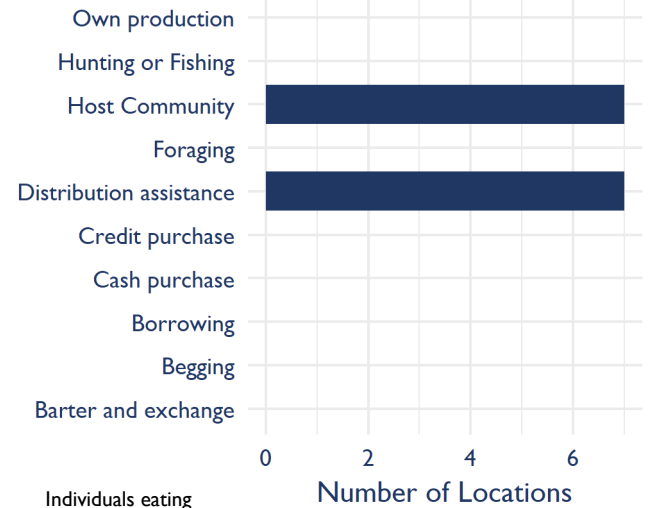 Own production
Hunting or Fishing
Host Community
Foraging
Distribution assistance
Credit purchase
Cash purchase
Borrowing
Begging
Barter and exchange
0 2 4 6
Number of Locations
Individuals eating